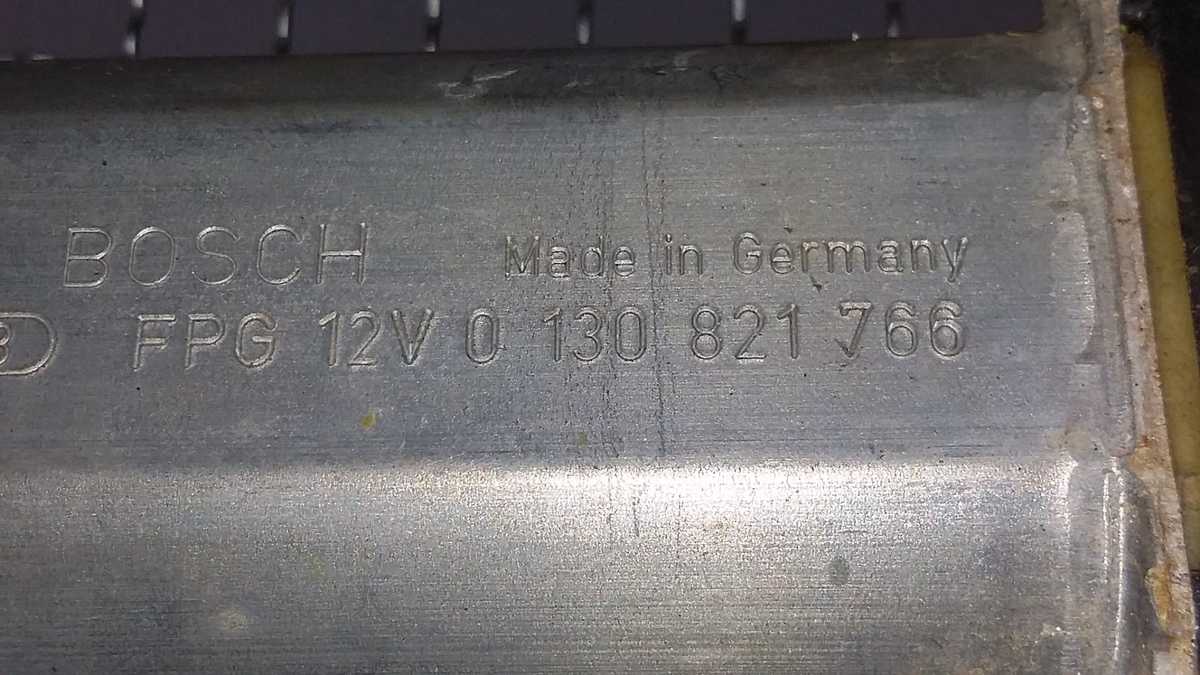 BOSCH Made in Germany
FPG 12V 0 130 821 766